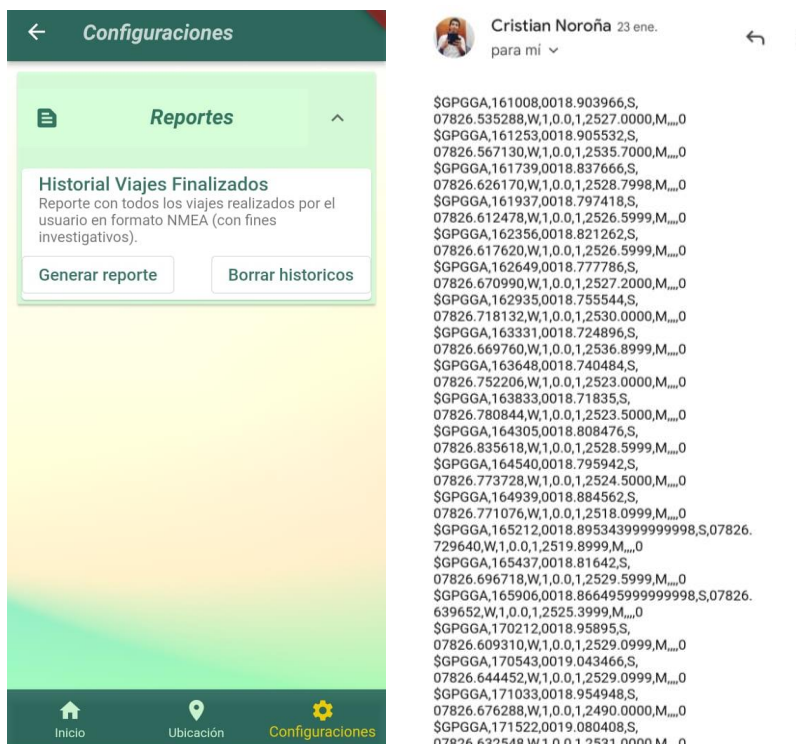 Configuraciones
Reportes
Historial Viajes Finalizados
Reporte con todos los viajes realizados por el
usuario en formato NMEA (con fines
investigativos).
Generar reporte
Borrar historicos
Inicio
Ubicación
Configuraciones
Cristian Noroña 23 ene.
para mí
$GPGGA,161008,0018.903966,S,
07826.535288,W,1,0.0,1,2527.0000,M,,,,0
$GPGGA,161253,0018.905532,S,
07826.567130,W,1,0.0,1,2535.7000,M,,,,0
$GPGGA,161739,0018.837666,S,
07826.626170,W,1,0.0,1,2528.7998,M,,,,0
$GPGGA,161937,0018.797418,S,
07826.612478,W,1,0.0,1,2526.5999,M,,,,0
$GPGGA,162356,0018.821262,S,
07826.617620,W,1,0.0,1,2526.5999,M,,,,0
$GPGGA,162649,0018.777786,S,
07826.670990,W,1,0.0,1,2527.2000,M,,,,0
$GPGGA,162935,0018.755544,S,
07826.718132,W,1,0.0,1,2530.0000,M,,,,0
$GPGGA,163331,0018.724896,S,
07826.669760,W,1,0.0,1,2536.8999,M,,,,0
$GPGGA,163648,0018.740484,S,
07826.752206,W,1,0.0,1,2523.0000,M,,,,0
$GPGGA,163833,0018.71835,S,
07826.780844,W,1,0.0,1,2523.5000,M,,,,0
$GPGGA,164305,0018.808476,S,
07826.835618,W,1,0.0,1,2528.5999,M,,,,0
$GPGGA,164540,0018.795942,S,
07826.773728,W,1,0.0,1,2524.5000,M,,,,0
$GPGGA,164939,0018.884562,S,
07826.771076,W,1,0.0,1,2518.0999,M,,,,0
$GPGGA,165212,0018.895343999999998,S,07826.
729640,W,1,0.0,1,2519.8999,M,,,,0
$GPGGA,165437,0018.81642,S,
07826.696718,W,1,0.0,1,2529.5999,M,,,,0
$GPGGA,165906,0018.866495999999998,S,07826.
639652,W,1,0.0,1,2525.3999,M,,,,0
$GPGGA,170212,0018.95895,S,
07826.609310,W,1,0.0,1,2529.0999,M,,,,0
$GPGGA,170543,0019.043466,S,
07826.644452,W,1,0.0,1,2529.0999,M,,,,0
$GPGGA,171033,0018.954948,S,
07826.676288,W,1,0.0,1,2490.0000,M,,,,0
$GPGGA,171522,0019.080408,S,
07826.632548,W,1,0.0,1,2531.0000,M,,,,0